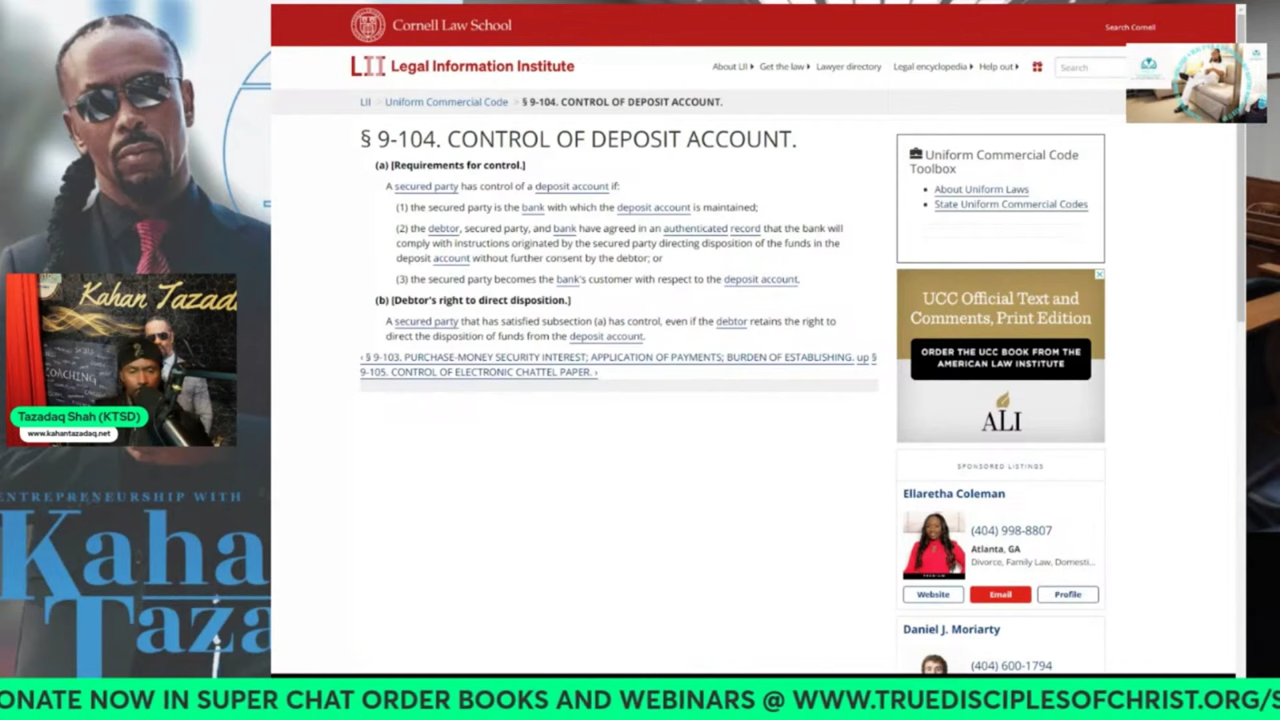 Cornell Law School
Search Cornell
LII Legal Information Institute
About LII
Get the law
Lawyer directory
Legal encyclopedia
Help out
Search
LII
Uniform Commercial Code
§ 9-104. CONTROL OF DEPOSIT ACCOUNT.
§ 9-104. CONTROL OF DEPOSIT ACCOUNT.
(a) [Requirements for control.]
A secured party has control of a deposit account if:
(1) the secured party is the bank with which the deposit account is maintained;
(2) the debtor, secured party, and bank have agreed in an authenticated record that the bank will
comply with instructions originated by the secured party directing disposition of the funds in the
deposit account without further consent by the debtor; or
(3) the secured party becomes the bank's customer with respect to the deposit account.
(b) [Debtor's right to direct disposition.]
A secured party that has satisfied subsection (a) has control, even if the debtor retains the right to
direct the disposition of funds from the deposit account.
‹ § 9-103. PURCHASE-MONEY SECURITY INTEREST; APPLICATION OF PAYMENTS; BURDEN OF ESTABLISHING. up §
9-105. CONTROL OF ELECTRONIC CHATTEL PAPER. ›
Uniform Commercial Code
Toolbox
• About Uniform Laws
• State Uniform Commercial Codes
UCC Official Text and
Comments, Print Edition
ORDER THE UCC BOOK FROM THE
AMERICAN LAW INSTITUTE
ALI
SPONSORED LISTINGS
Ellaretha Coleman
(404) 998-8807
Atlanta, GA
Divorce, Family Law, Domesti...
Website
Email
Profile
Daniel J. Moriarty
(404) 600-1794
Kahan Tazad
COACHING
Tazadaq Shah (KTSD)
www.kahantazadaq.net
ENTREPRENEURSHIP WITH
Kaha
Taza
ONATE NOW IN SUPER CHAT ORDER BOOKS AND WEBINARS @ WWW.TRUEDISCIPLESOFCHRIST.ORG/S